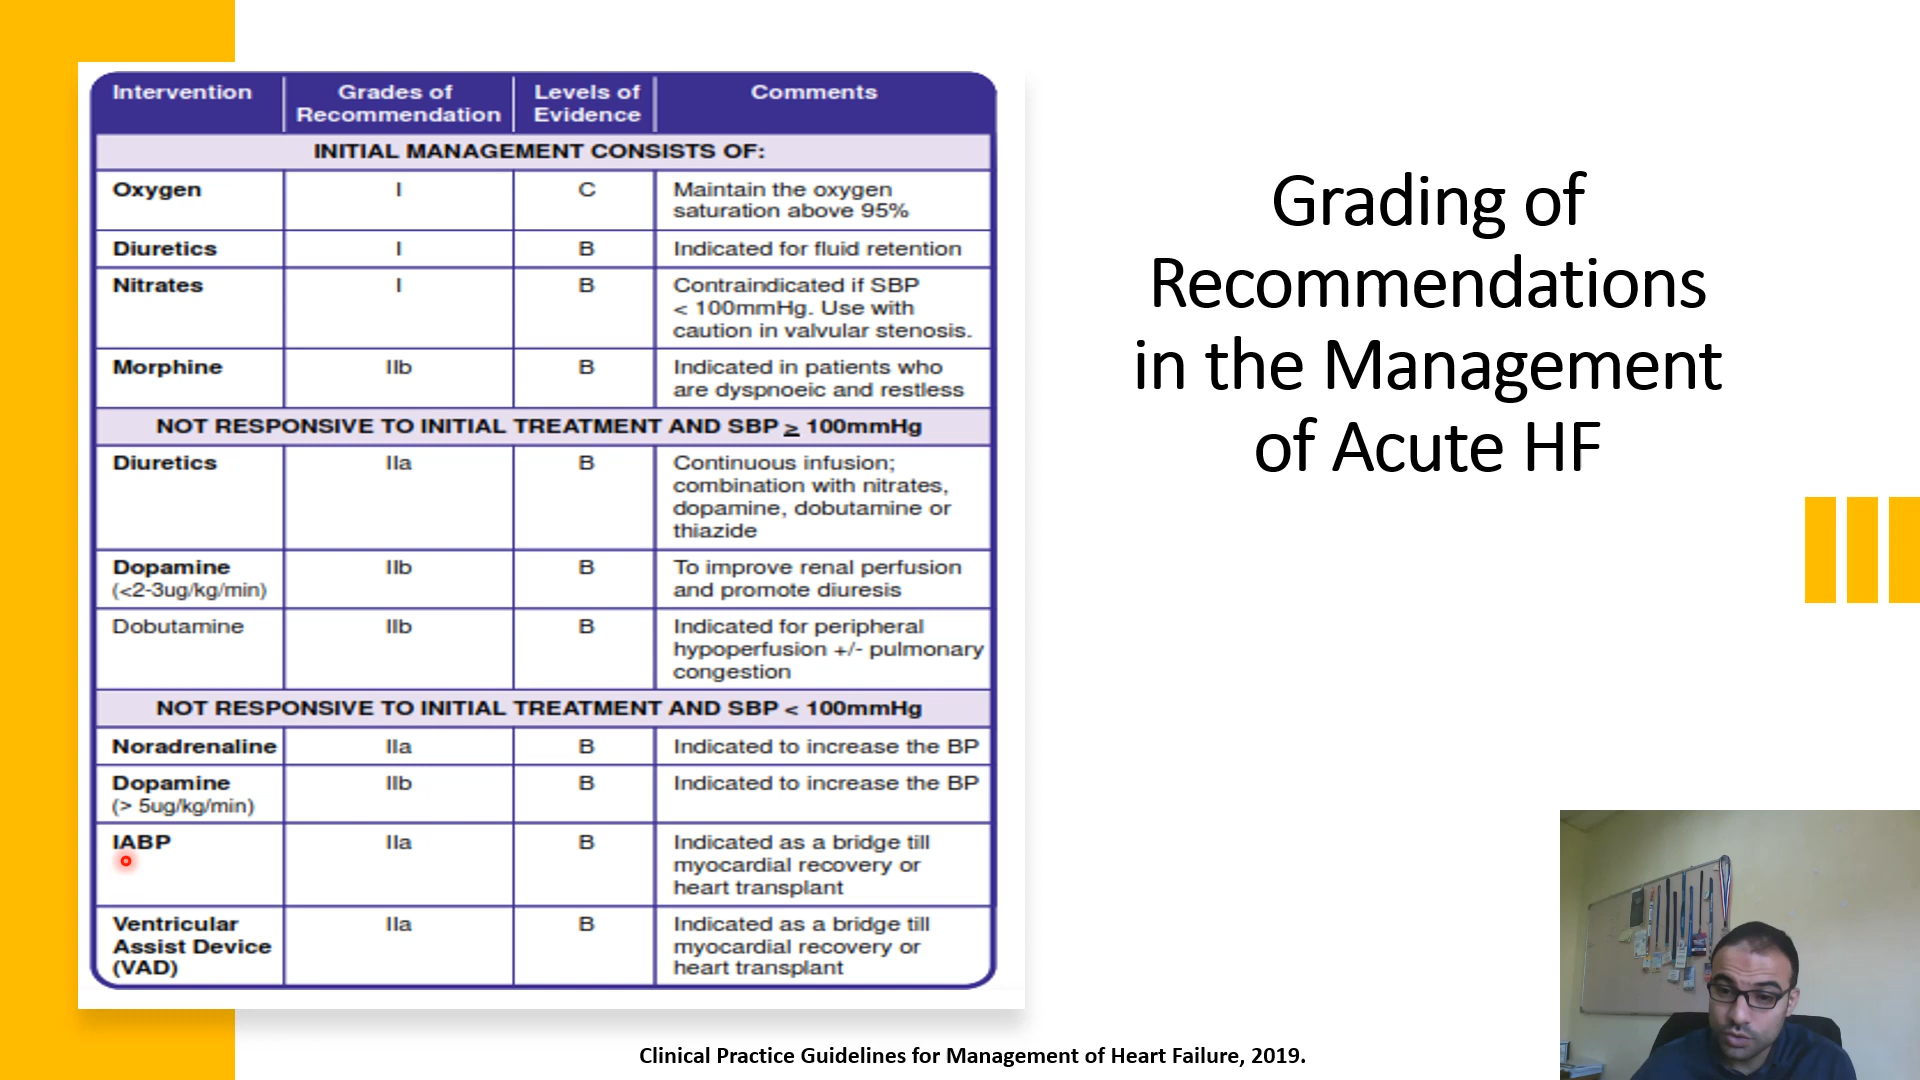 Intervention
Grades of
Recommendation
Levels of
Evidence
Comments
INITIAL MANAGEMENT CONSISTS OF:
Oxygen
I
C
Maintain the oxygen
saturation above 95%
Diuretics
I
B
Indicated for fluid retention
Nitrates
I
B
Contraindicated if SBP
< 100mmHg. Use with
caution in valvular stenosis.
Morphine
IIb
B
Indicated in patients who
are dyspnoeic and restless
NOT RESPONSIVE TO INITIAL TREATMENT AND SBP ≥ 100mmHg
Diuretics
IIa
B
Continuous infusion;
combination with nitrates,
dopamine, dobutamine or
thiazide
Dopamine
(<2-3ug/kg/min)
IIb
B
To improve renal perfusion
and promote diuresis
Dobutamine
IIb
B
Indicated for peripheral
hypoperfusion +/- pulmonary
congestion
NOT RESPONSIVE TO INITIAL TREATMENT AND SBP < 100mmHg
Noradrenaline
IIa
B
Indicated to increase the BP
Dopamine
(> 5ug/kg/min)
IIb
B
Indicated to increase the BP
IABP
IIa
B
Indicated as a bridge till
myocardial recovery or
heart transplant
Ventricular
Assist Device
(VAD)
IIa
B
Indicated as a bridge till
myocardial recovery or
heart transplant
Grading of
Recommendations
in the Management
of Acute HF
Clinical Practice Guidelines for Management of Heart Failure, 2019.